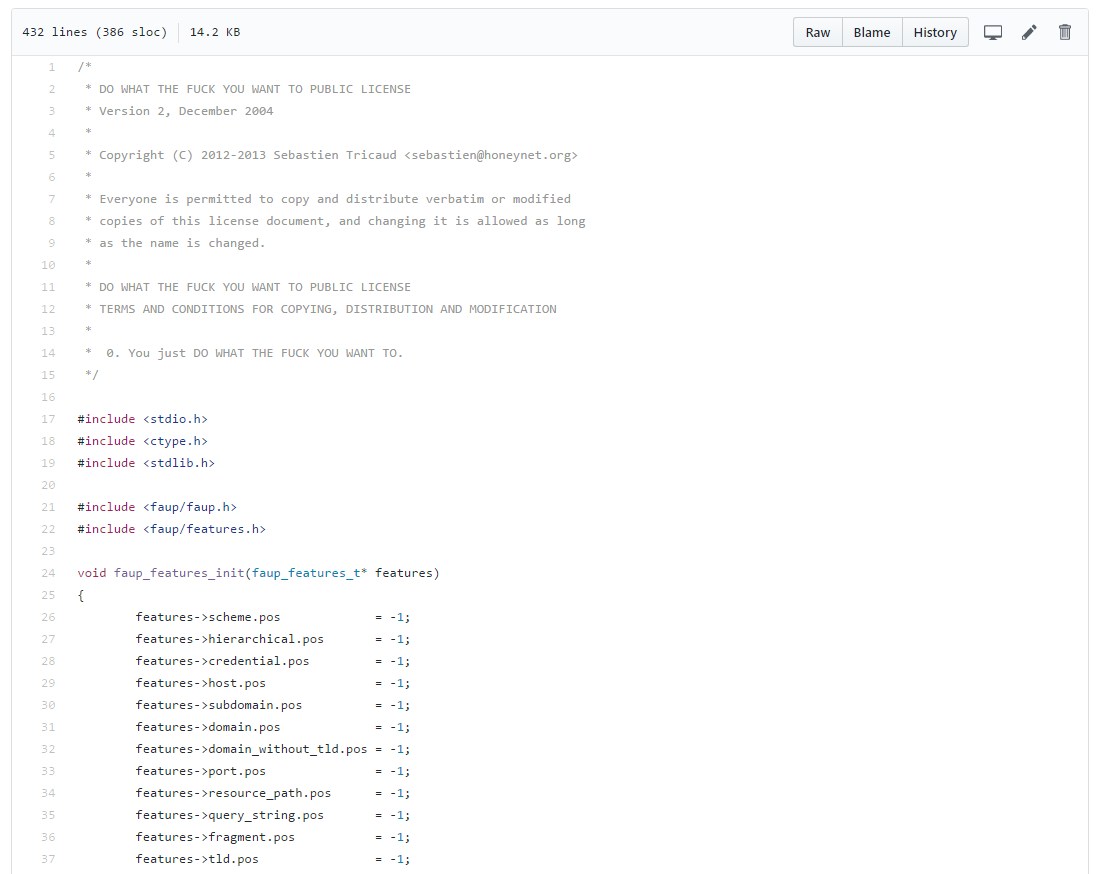 432 lines (386 sloc) 14.2 KB Raw Blame History
1 /*
2 * DO WHAT THE FUCK YOU WANT TO PUBLIC LICENSE
3 * Version 2, December 2004
4 *
5 * Copyright (C) 2012-2013 Sebastien Tricaud <sebastien@honeynet.org>
6 *
7 * Everyone is permitted to copy and distribute verbatim or modified
8 * copies of this license document, and changing it is allowed as long
9 * as the name is changed.
10 *
11 * DO WHAT THE FUCK YOU WANT TO PUBLIC LICENSE
12 * TERMS AND CONDITIONS FOR COPYING, DISTRIBUTION AND MODIFICATION
13 *
14 *  0. You just DO WHAT THE FUCK YOU WANT TO.
15 */
16
17 #include <stdio.h>
18 #include <ctype.h>
19 #include <stdlib.h>
20
21 #include <faup/faup.h>
22 #include <faup/features.h>
23
24 void faup_features_init(faup_features_t* features)
25 {
26         features->scheme.pos             = -1;
27         features->hierarchical.pos       = -1;
28         features->credential.pos         = -1;
29         features->host.pos               = -1;
30         features->subdomain.pos          = -1;
31         features->domain.pos             = -1;
32         features->domain_without_tld.pos = -1;
33         features->port.pos               = -1;
34         features->resource_path.pos      = -1;
35         features->query_string.pos       = -1;
36         features->fragment.pos           = -1;
37         features->tld.pos                = -1;